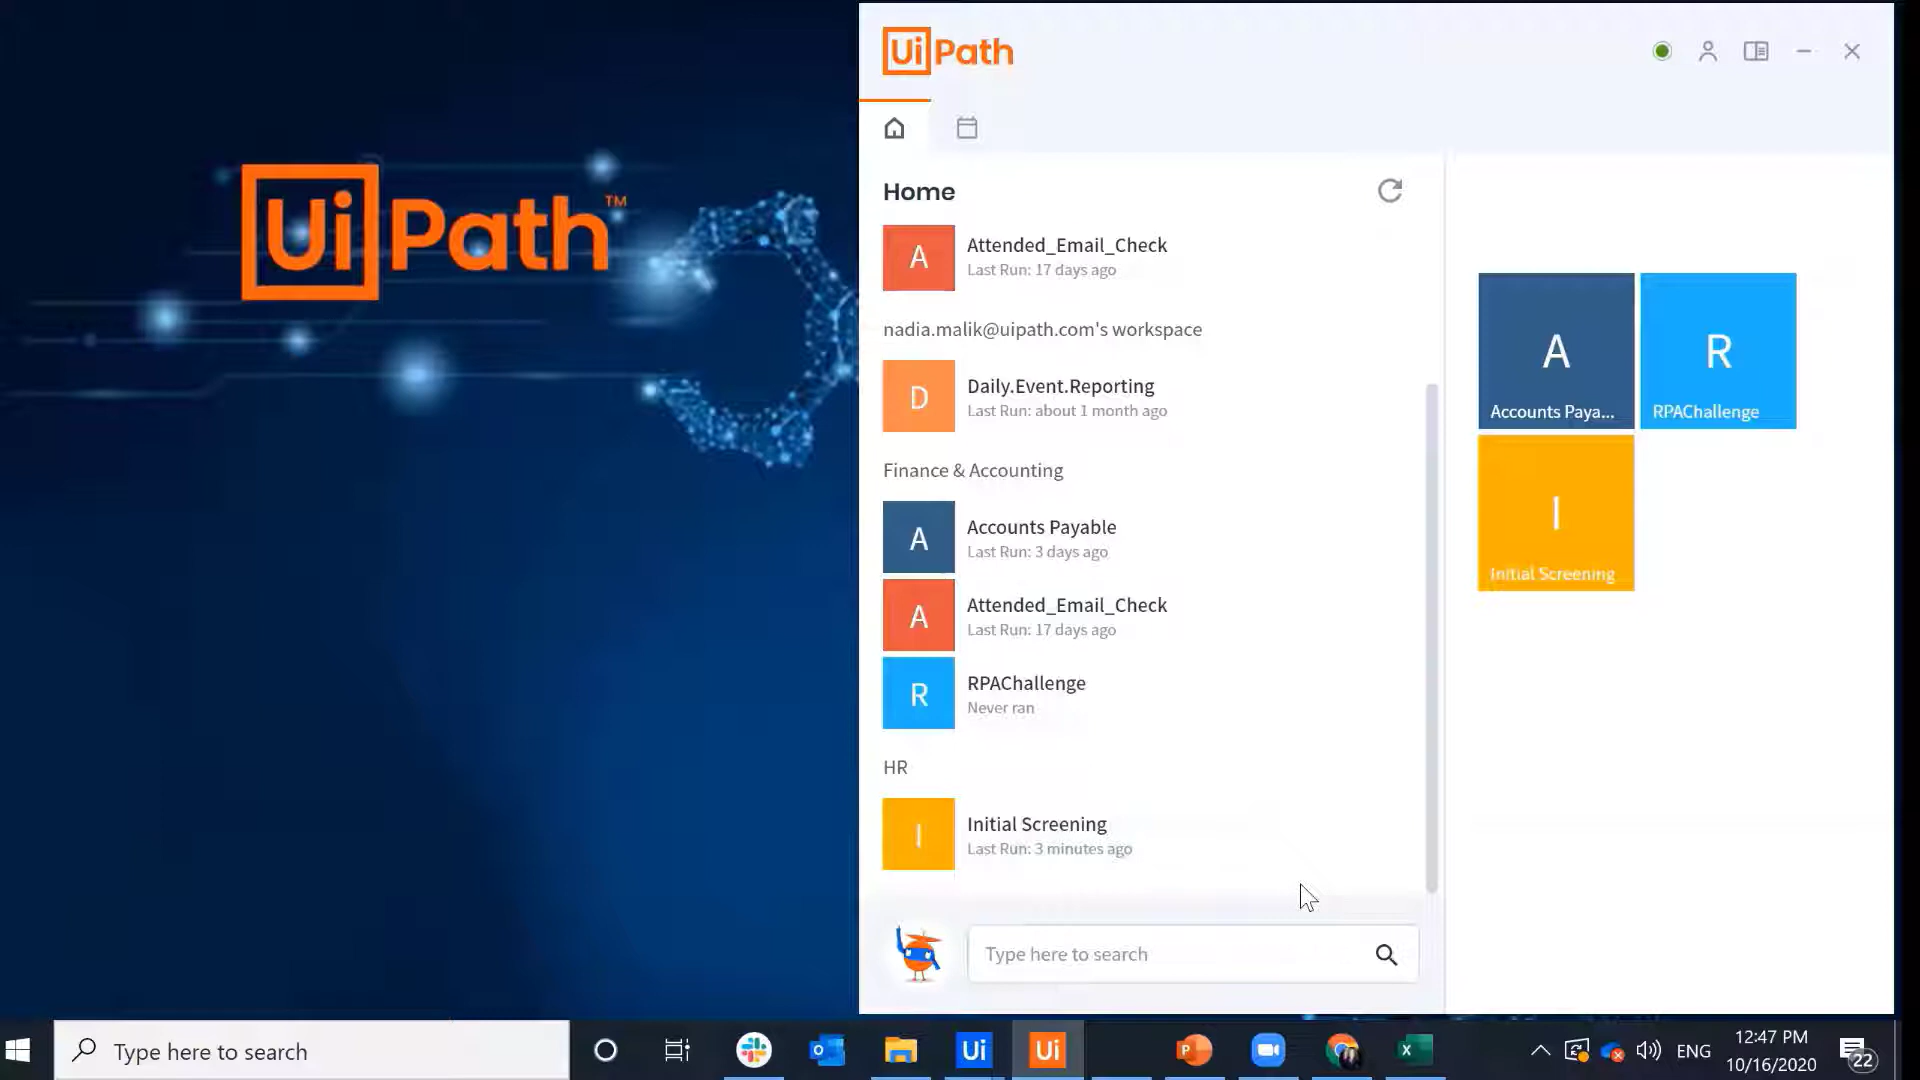 UiPath™
UiPath
Home
A
Attended_Email_Check
Last Run: 17 days ago
nadia.malik@uipath.com's workspace
D
Daily.Event.Reporting
Last Run: about 1 month ago
Finance & Accounting
A
Accounts Payable
Last Run: 3 days ago
A
Attended_Email_Check
Last Run: 17 days ago
R
RPAChallenge
Never ran
HR
I
Initial Screening
Last Run: 3 minutes ago
Type here to search
A
Accounts Paya...
R
RPAChallenge
I
Initial Screening
Type here to search
Ui
Ui
ENG
12:47 PM
10/16/2020
22